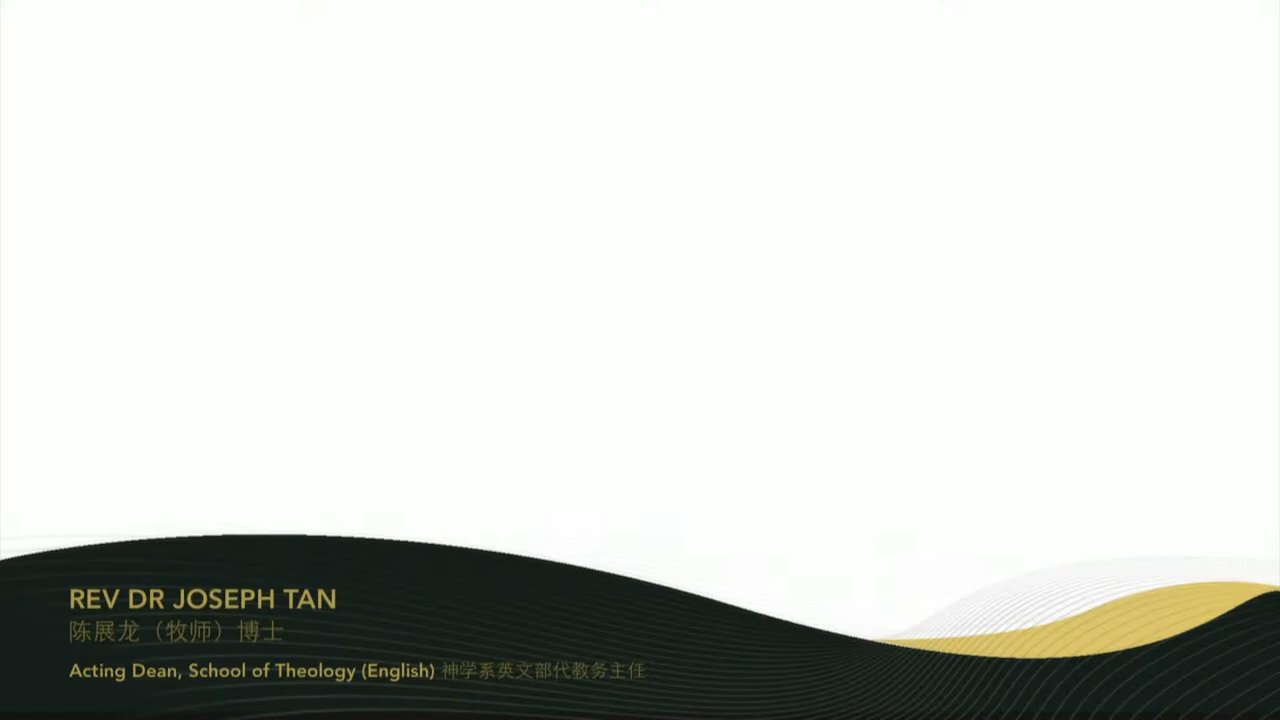 REV DR JOSEPH TAN
陈展龙（牧师）博士
Acting Dean, School of Theology (English) 神学系英文部代教务主任